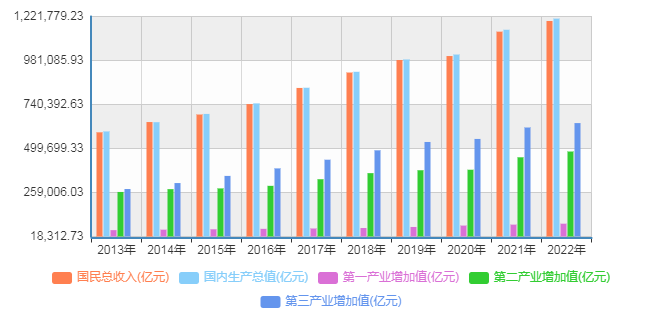 1,221,779.23
981,085.93
740,392.63
499,699.33
259,006.03
18,312.73
2013年 2014年 2015年 2016年 2017年 2018年 2019年 2020年 2021年 2022年
国民总收入(亿元) 国内生产总值(亿元) 第一产业增加值(亿元) 第二产业增加值(亿元)
第三产业增加值(亿元)